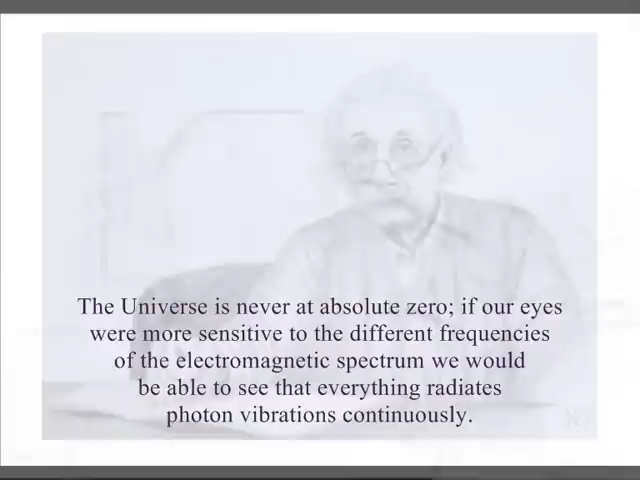 The Universe is never at absolute zero; if our eyes
were more sensitive to the different frequencies
of the electromagnetic spectrum we would
be able to see that everything radiates
photon vibrations continuously.